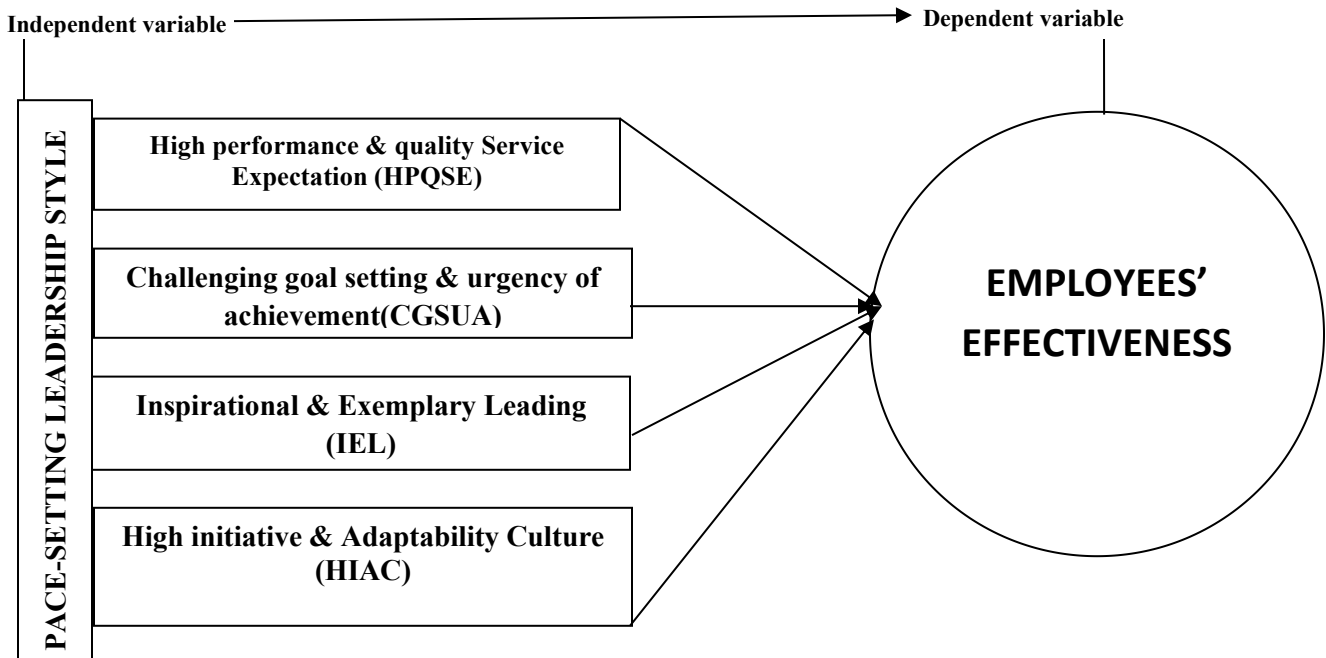 Independent variable
Dependent variable
PACE-SETTING LEADERSHIP STYLE
High performance & quality Service
Expectation (HPQSE)
Challenging goal setting & urgency of
achievement(CGSUA)
Inspirational & Exemplary Leading
(IEL)
High initiative & Adaptability Culture
(HIAC)
EMPLOYEES’
EFFECTIVENESS